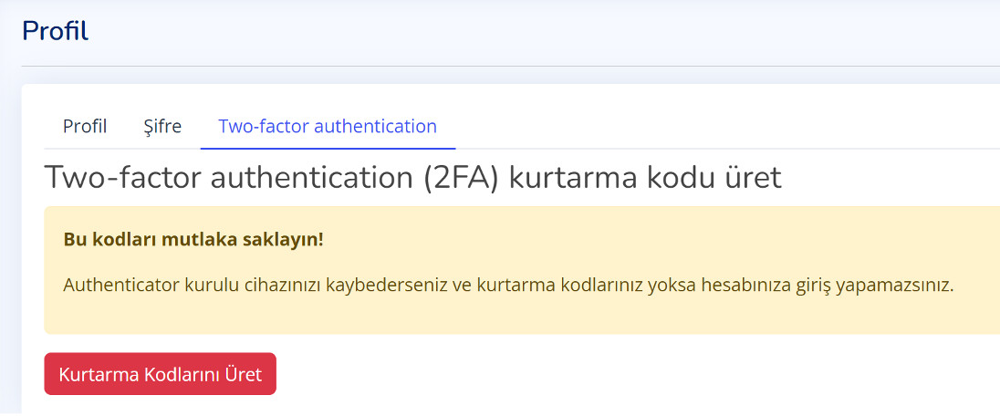 Profil
Profil Şifre Two-factor authentication
Two-factor authentication (2FA) kurtarma kodu üret
Bu kodları mutlaka saklayın!
Authenticator kurulu cihazınızı kaybederseniz ve kurtarma kodlarınız yoksa hesabınıza giriş yapamazsınız.
Kurtarma Kodlarını Üret